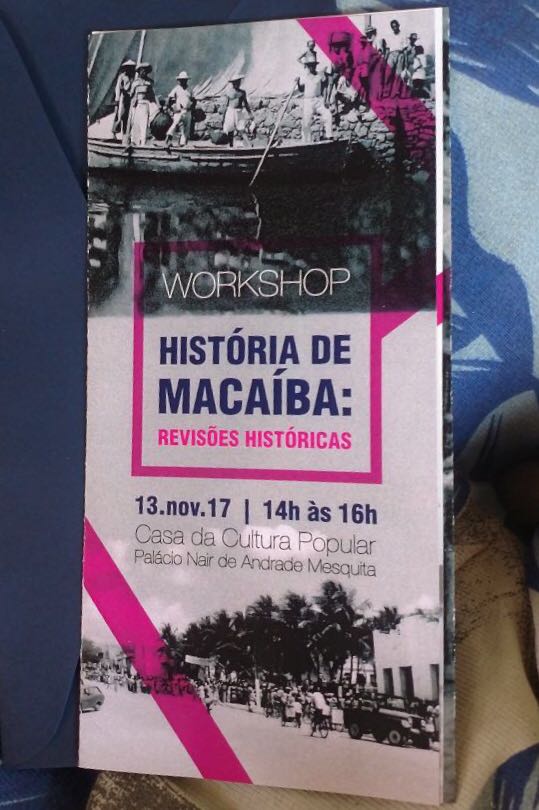 WORKSHOP
HISTÓRIA DE
MACAÍBA:
REVISÕES HISTÓRICAS
13.nov.17 | 14h às 16h
Casa da Cultura Popular
Palácio Nair de Andrade Mesquita